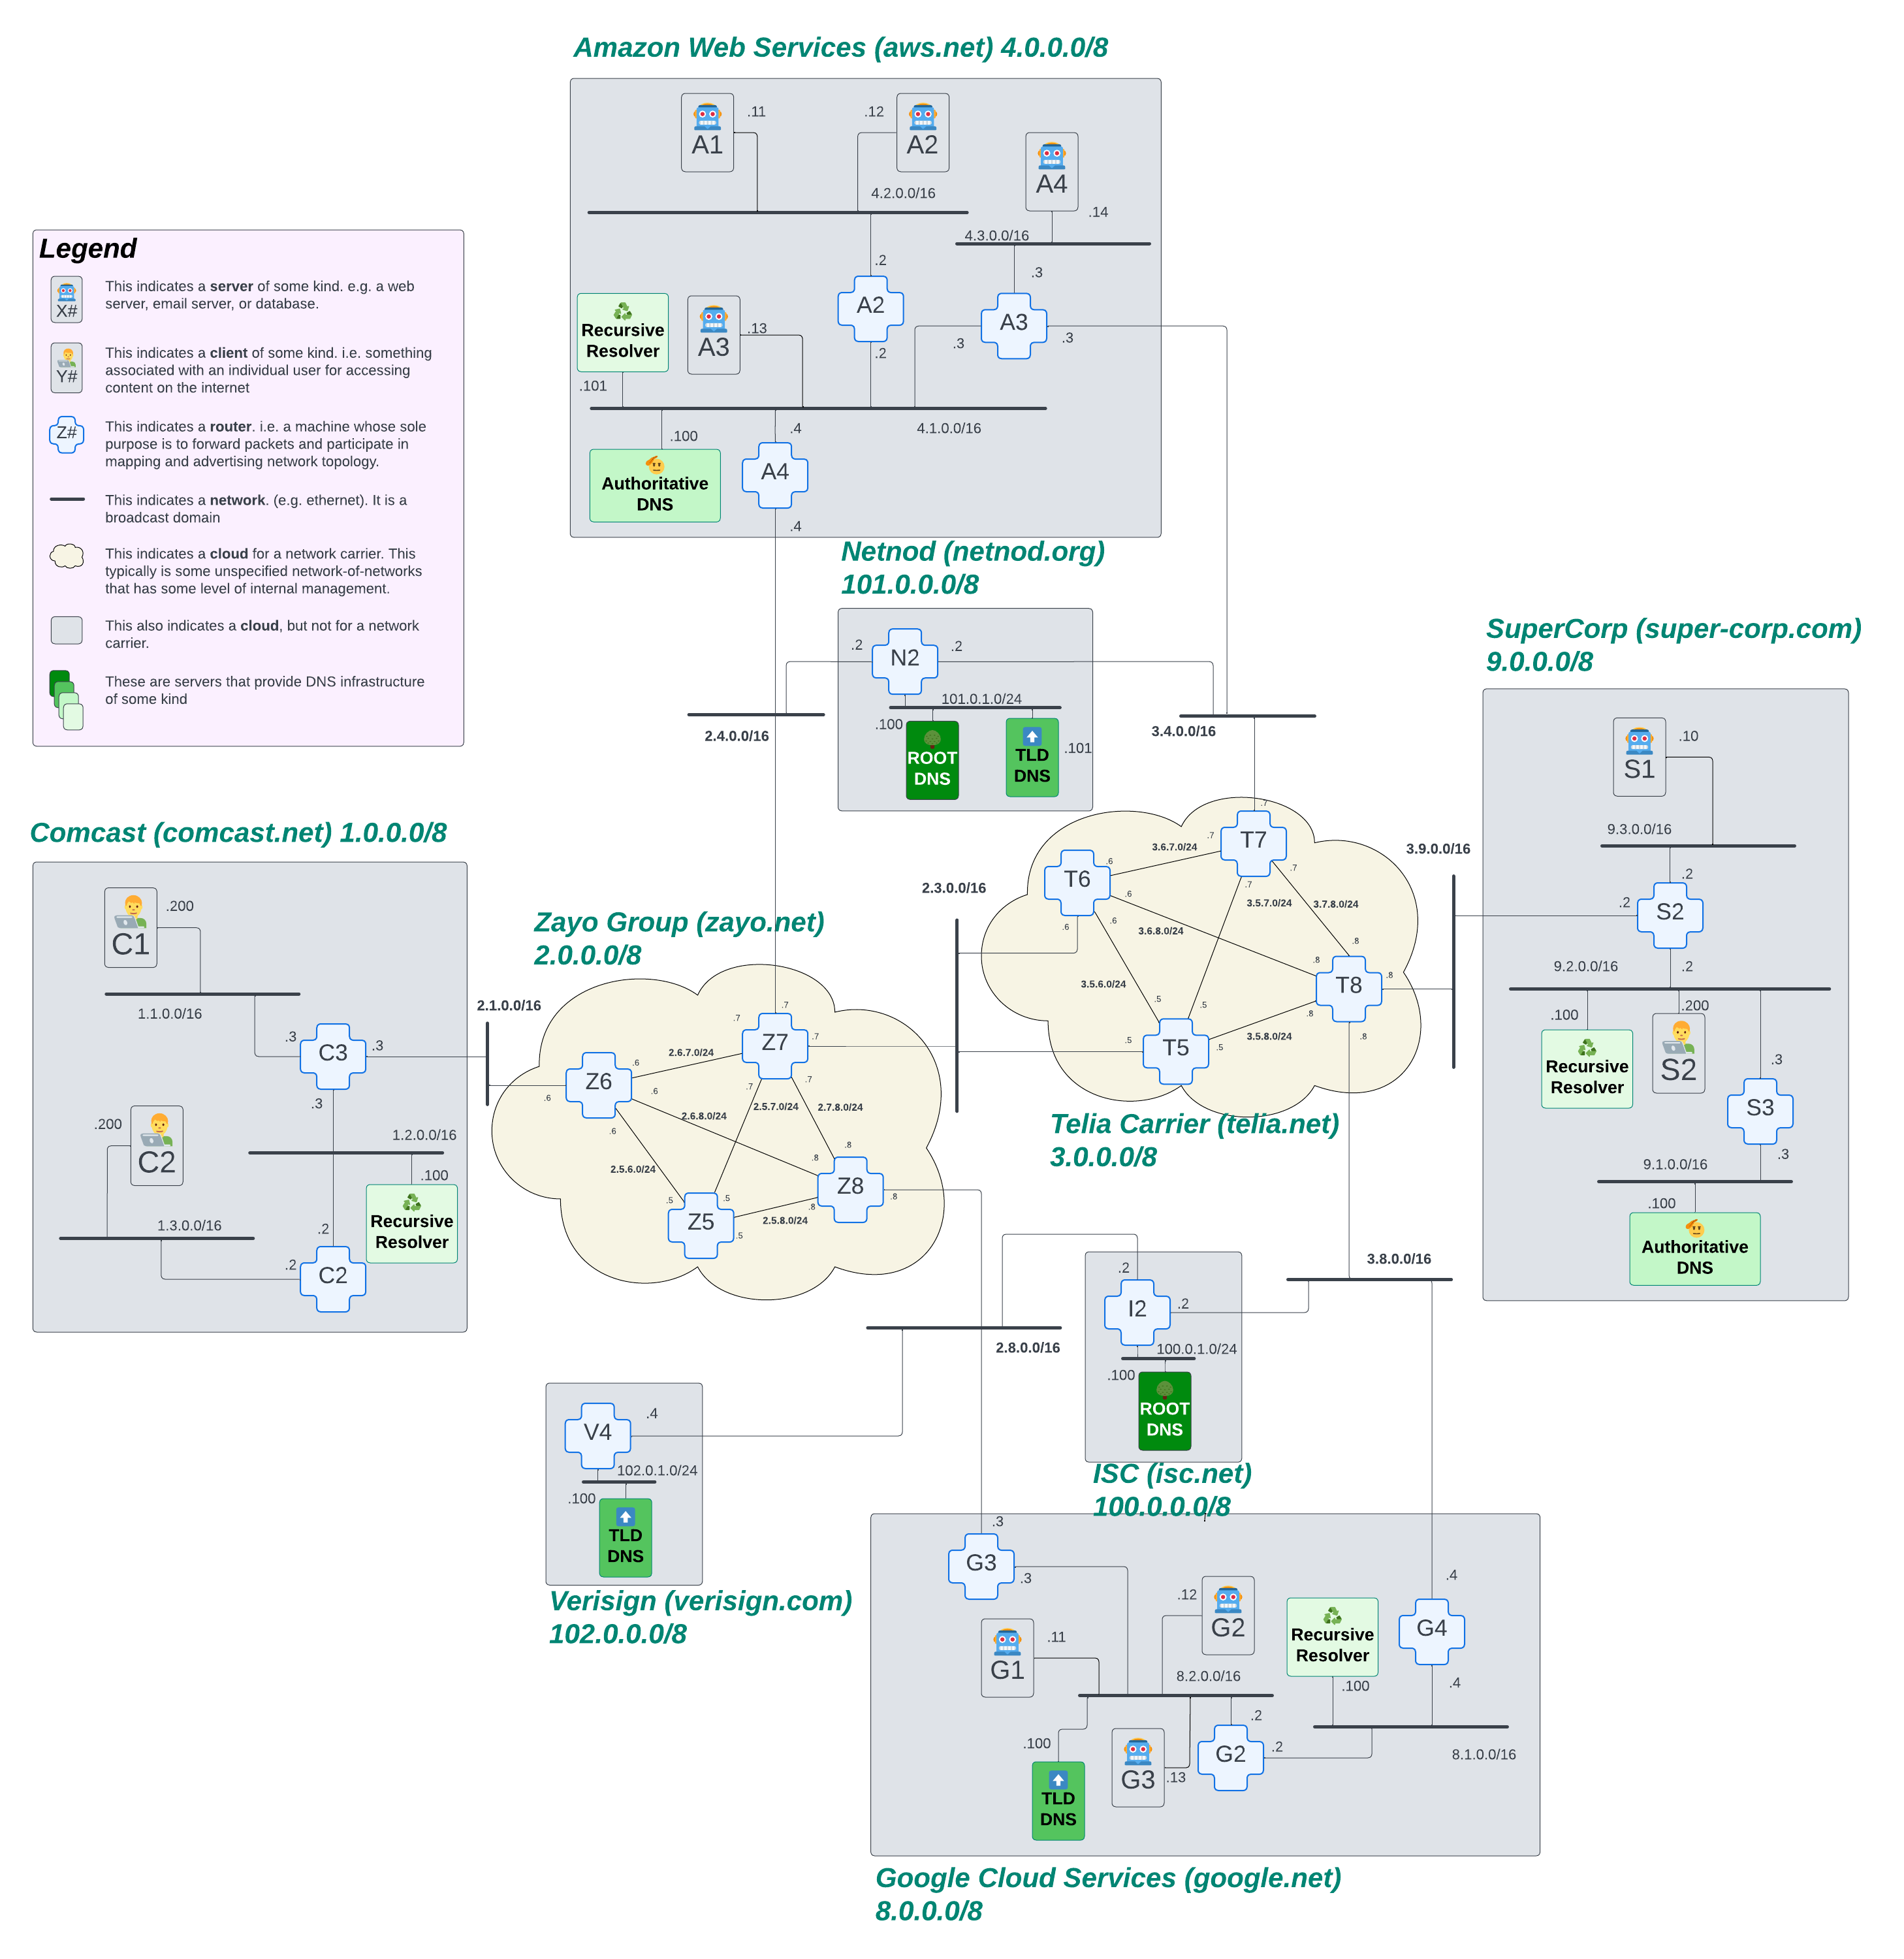 Amazon Web Services (aws.net) 4.0.0.0/8
.11
.12
A1
A2
A4
4.2.0.0/16
.14
4.3.0.0/16
.2
.3
A2
A3
Recursive
Resolver
A3
.13
.3
.3
.2
.101
4.1.0.0/16
.100
.4
A4
Authoritative
DNS
.4
Legend
X#
This indicates a server of some kind. e.g. a web
server, email server, or database.
Y#
This indicates a client of some kind. i.e. something
associated with an individual user for accessing
content on the internet
Z#
This indicates a router. i.e. a machine whose sole
purpose is to forward packets and participate in
mapping and advertising network topology.
This indicates a network. (e.g. ethernet). It is a
broadcast domain
This indicates a cloud for a network carrier. This
typically is some unspecified network-of-networks
that has some level of internal management.
This also indicates a cloud, but not for a network
carrier.
These are servers that provide DNS infrastructure
of some kind
Netnod (netnod.org)
101.0.0.0/8
.2
N2
.2
101.0.1.0/24
.100
ROOT
DNS
TLD
DNS
.101
2.4.0.0/16
3.4.0.0/16
SuperCorp (super-corp.com)
9.0.0.0/8
S1
.10
9.3.0.0/16
.2
.2
S2
.2
9.2.0.0/16
.100
.200
Recursive
Resolver
S2
.3
S3
.3
9.1.0.0/16
.100
Authoritative
DNS
3.9.0.0/16
Comcast (comcast.net) 1.0.0.0/8
C1
.200
1.1.0.0/16
.3
C3
.3
.3
.200
C2
1.2.0.0/16
.100
Recursive
Resolver
1.3.0.0/16
.2
.2
C2
2.1.0.0/16
Zayo Group (zayo.net)
2.0.0.0/8
.7
.7
Z7
.7
2.6.7.0/24
.6
Z6
.6
.6
.6
.7
.7
2.6.8.0/24
2.5.7.0/24
2.7.8.0/24
2.5.6.0/24
.8
.8
Z8
.8
.8
.5
.5
Z5
.5
2.5.8.0/24
2.3.0.0/16
.7
.7
T7
3.6.7.0/24
.6
T6
.6
.6
.6
.7
.7
3.5.7.0/24
3.7.8.0/24
3.6.8.0/24
3.5.6.0/24
.8
.8
T8
.8
.8
.8
.5
.5
.5
T5
.5
3.5.8.0/24
Telia Carrier (telia.net)
3.0.0.0/8
3.8.0.0/16
2.8.0.0/16
.2
I2
.2
100.0.1.0/24
.100
ROOT
DNS
ISC (isc.net)
100.0.0.0/8
V4
.4
102.0.1.0/24
.100
TLD
DNS
Verisign (verisign.com)
102.0.0.0/8
.3
G3
.3
G1
.11
.12
G2
Recursive
Resolver
.4
G4
.4
.100
8.2.0.0/16
.100
TLD
DNS
G3
.13
.2
G2
.2
8.1.0.0/16
Google Cloud Services (google.net)
8.0.0.0/8